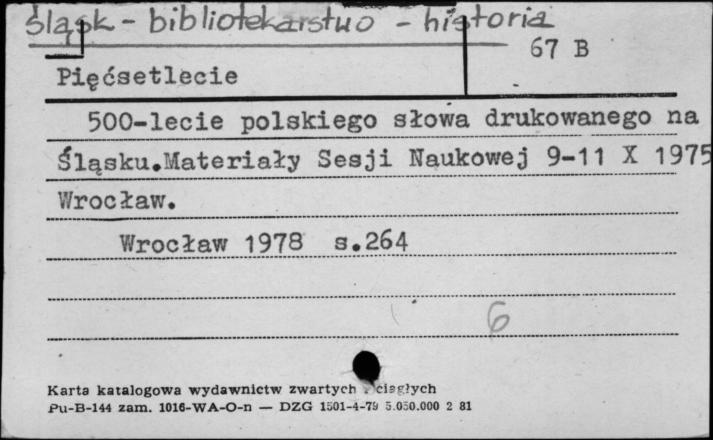 śląsk - bibliotekarstwo - historia
67 B
Pięćsetlecie
500-lecie polskiego słowa drukowanego na
Śląsku.Materiały Sesji Naukowej 9-11 X 1975
Wrocław.
Wrocław 1978 s.264
6
Karta katalogowa wydawnictw zwartych ciągłych
Pu-B-144 zam. 1016-WA-O-n — DZG 1501-4-79 5.050.000 2 81